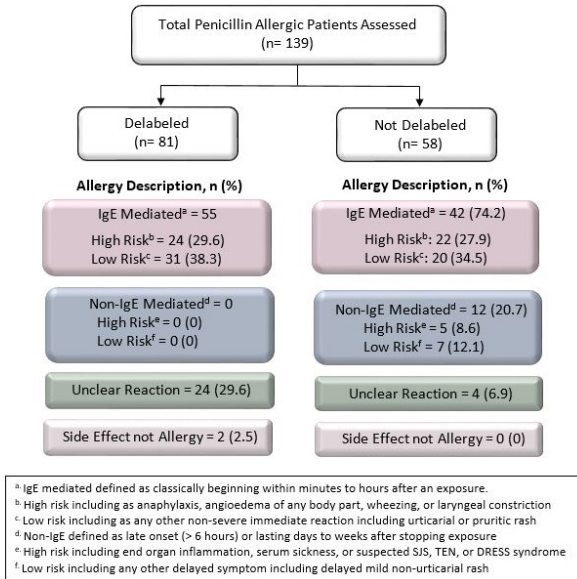 Total Penicillin Allergic Patients Assessed
(n= 139)
Delabeled
(n= 81)
Not Delabeled
(n= 58)
Allergy Description, n (%)
IgE Mediatedᵃ = 55
High Riskᵇ = 24 (29.6)
Low Riskᶜ = 31 (38.3)
Non-IgE Mediatedᵈ = 0
High Riskᵉ = 0 (0)
Low Riskᶠ = 0 (0)
Unclear Reaction = 24 (29.6)
Side Effect not Allergy = 2 (2.5)
Allergy Description, n (%)
IgE Mediatedᵃ = 42 (74.2)
High Riskᵇ: 22 (27.9)
Low Riskᶜ: 20 (34.5)
Non-IgE Mediatedᵈ = 12 (20.7)
High Riskᵉ = 5 (8.6)
Low Riskᶠ = 7 (12.1)
Unclear Reaction = 4 (6.9)
Side Effect not Allergy = 0 (0)
a. IgE mediated defined as classically beginning within minutes to hours after an exposure.
b. High risk including as anaphylaxis, angioedema of any body part, wheezing, or laryngeal constriction
c. Low risk including as any other non-severe immediate reaction including urticarial or pruritic rash
d. Non-IgE defined as late onset (> 6 hours) or lasting days to weeks after stopping exposure
e. High risk including end organ inflammation, serum sickness, or suspected SJS, TEN, or DRESS syndrome
f. Low risk including any other delayed symptom including delayed mild non-urticarial rash